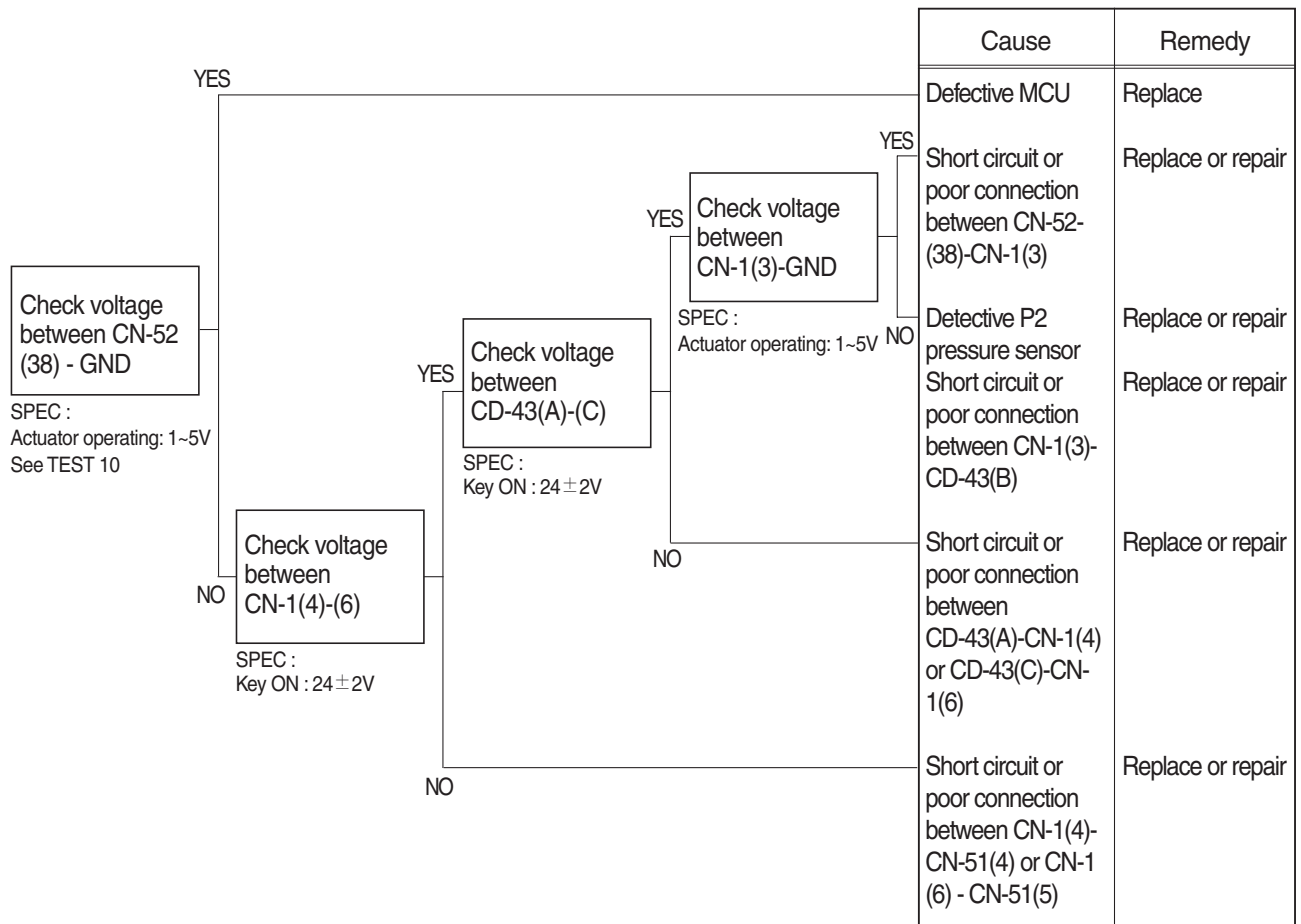 Cause
Remedy
YES
Defective MCU
Replace
YES
Short circuit or
poor connection
between CN-52-
(38)-CN-1(3)
Replace or repair
YES
Check voltage
between
CN-1(3)-GND
SPEC :
Actuator operating: 1~5V
NO
Detective P2
pressure sensor
Replace or repair
Short circuit or
poor connection
between CN-1(3)-
CD-43(B)
Replace or repair
Check voltage
between CN-52
(38) - GND
SPEC :
Actuator operating: 1~5V
See TEST 10
YES
Check voltage
between
CD-43(A)-(C)
SPEC :
Key ON : 24±2V
NO
Short circuit or
poor connection
between
CD-43(A)-CN-1(4)
or CD-43(C)-CN-
1(6)
Replace or repair
NO
Check voltage
between
CN-1(4)-(6)
SPEC :
Key ON : 24±2V
NO
Short circuit or
poor connection
between CN-1(4)-
CN-51(4) or CN-1
(6) - CN-51(5)
Replace or repair